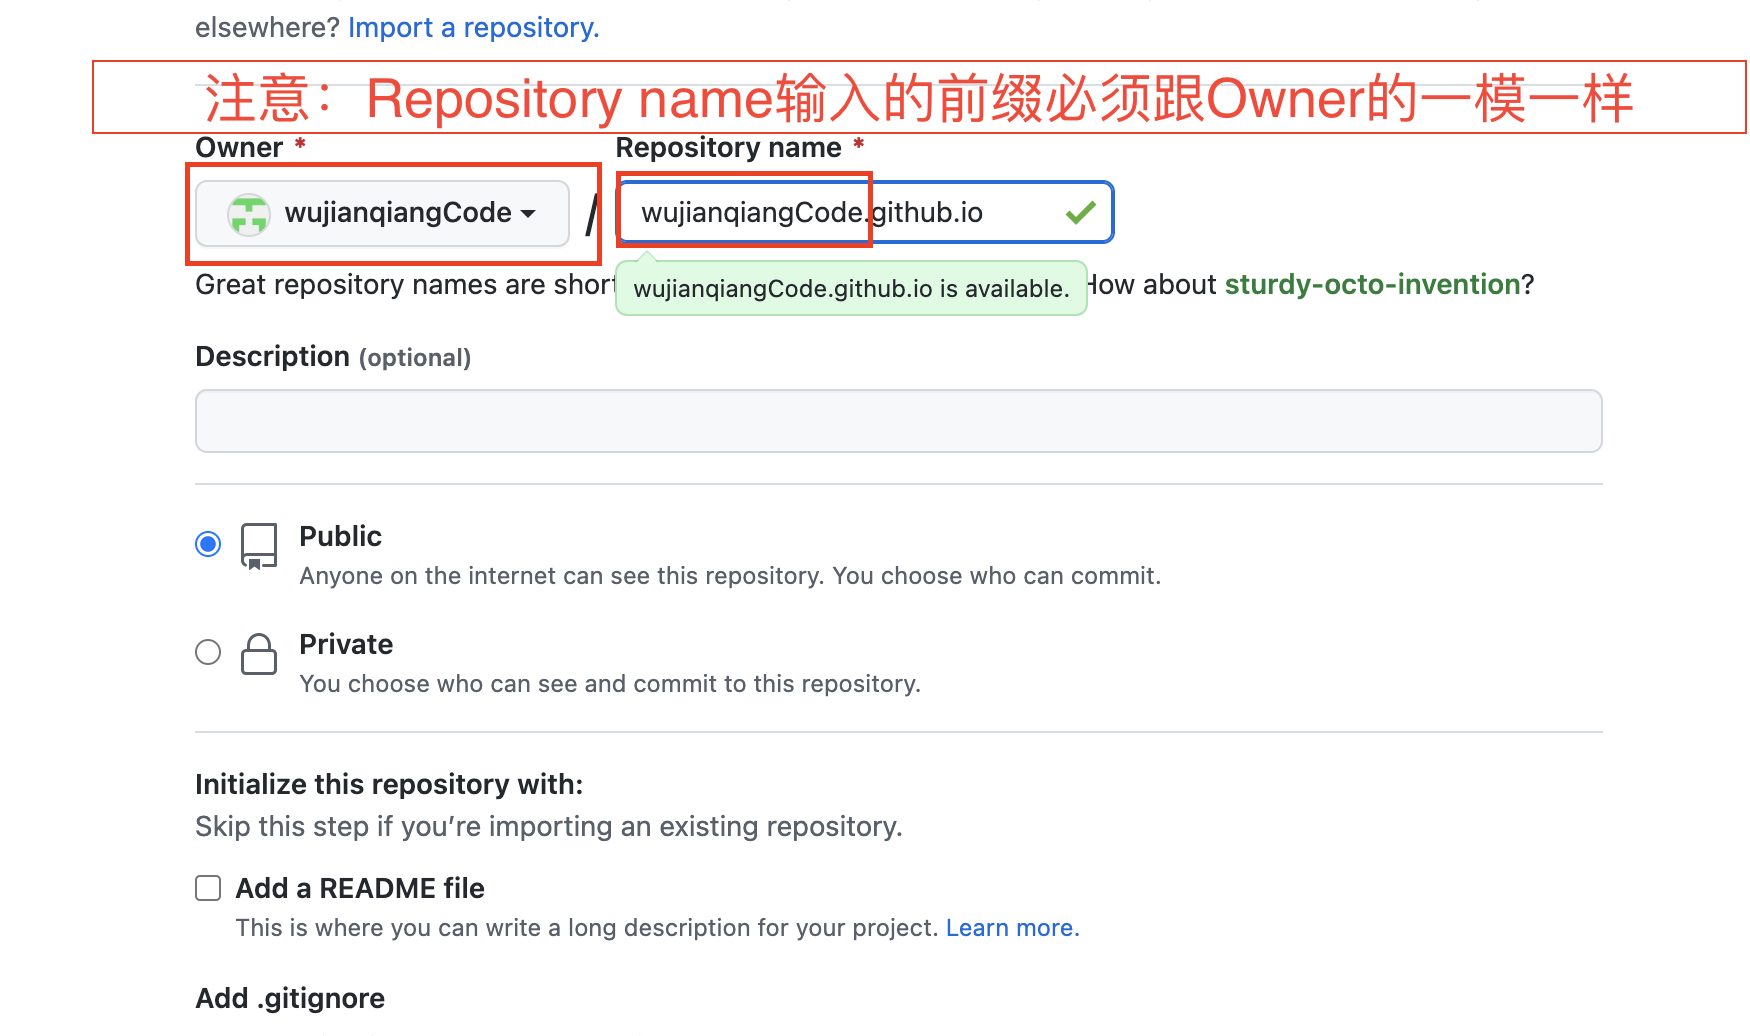 elsewhere? Import a repository.
注意：Repository name输入的前缀必须跟Owner的一模一样
Owner *
Repository name *
wujianqiangCode
/
wujianqiangCode.github.io
Great repository names are short
wujianqiangCode.github.io is available.
How about sturdy-octo-invention?
Description (optional)
Public
Anyone on the internet can see this repository. You choose who can commit.
Private
You choose who can see and commit to this repository.
Initialize this repository with:
Skip this step if you’re importing an existing repository.
Add a README file
This is where you can write a long description for your project. Learn more.
Add .gitignore